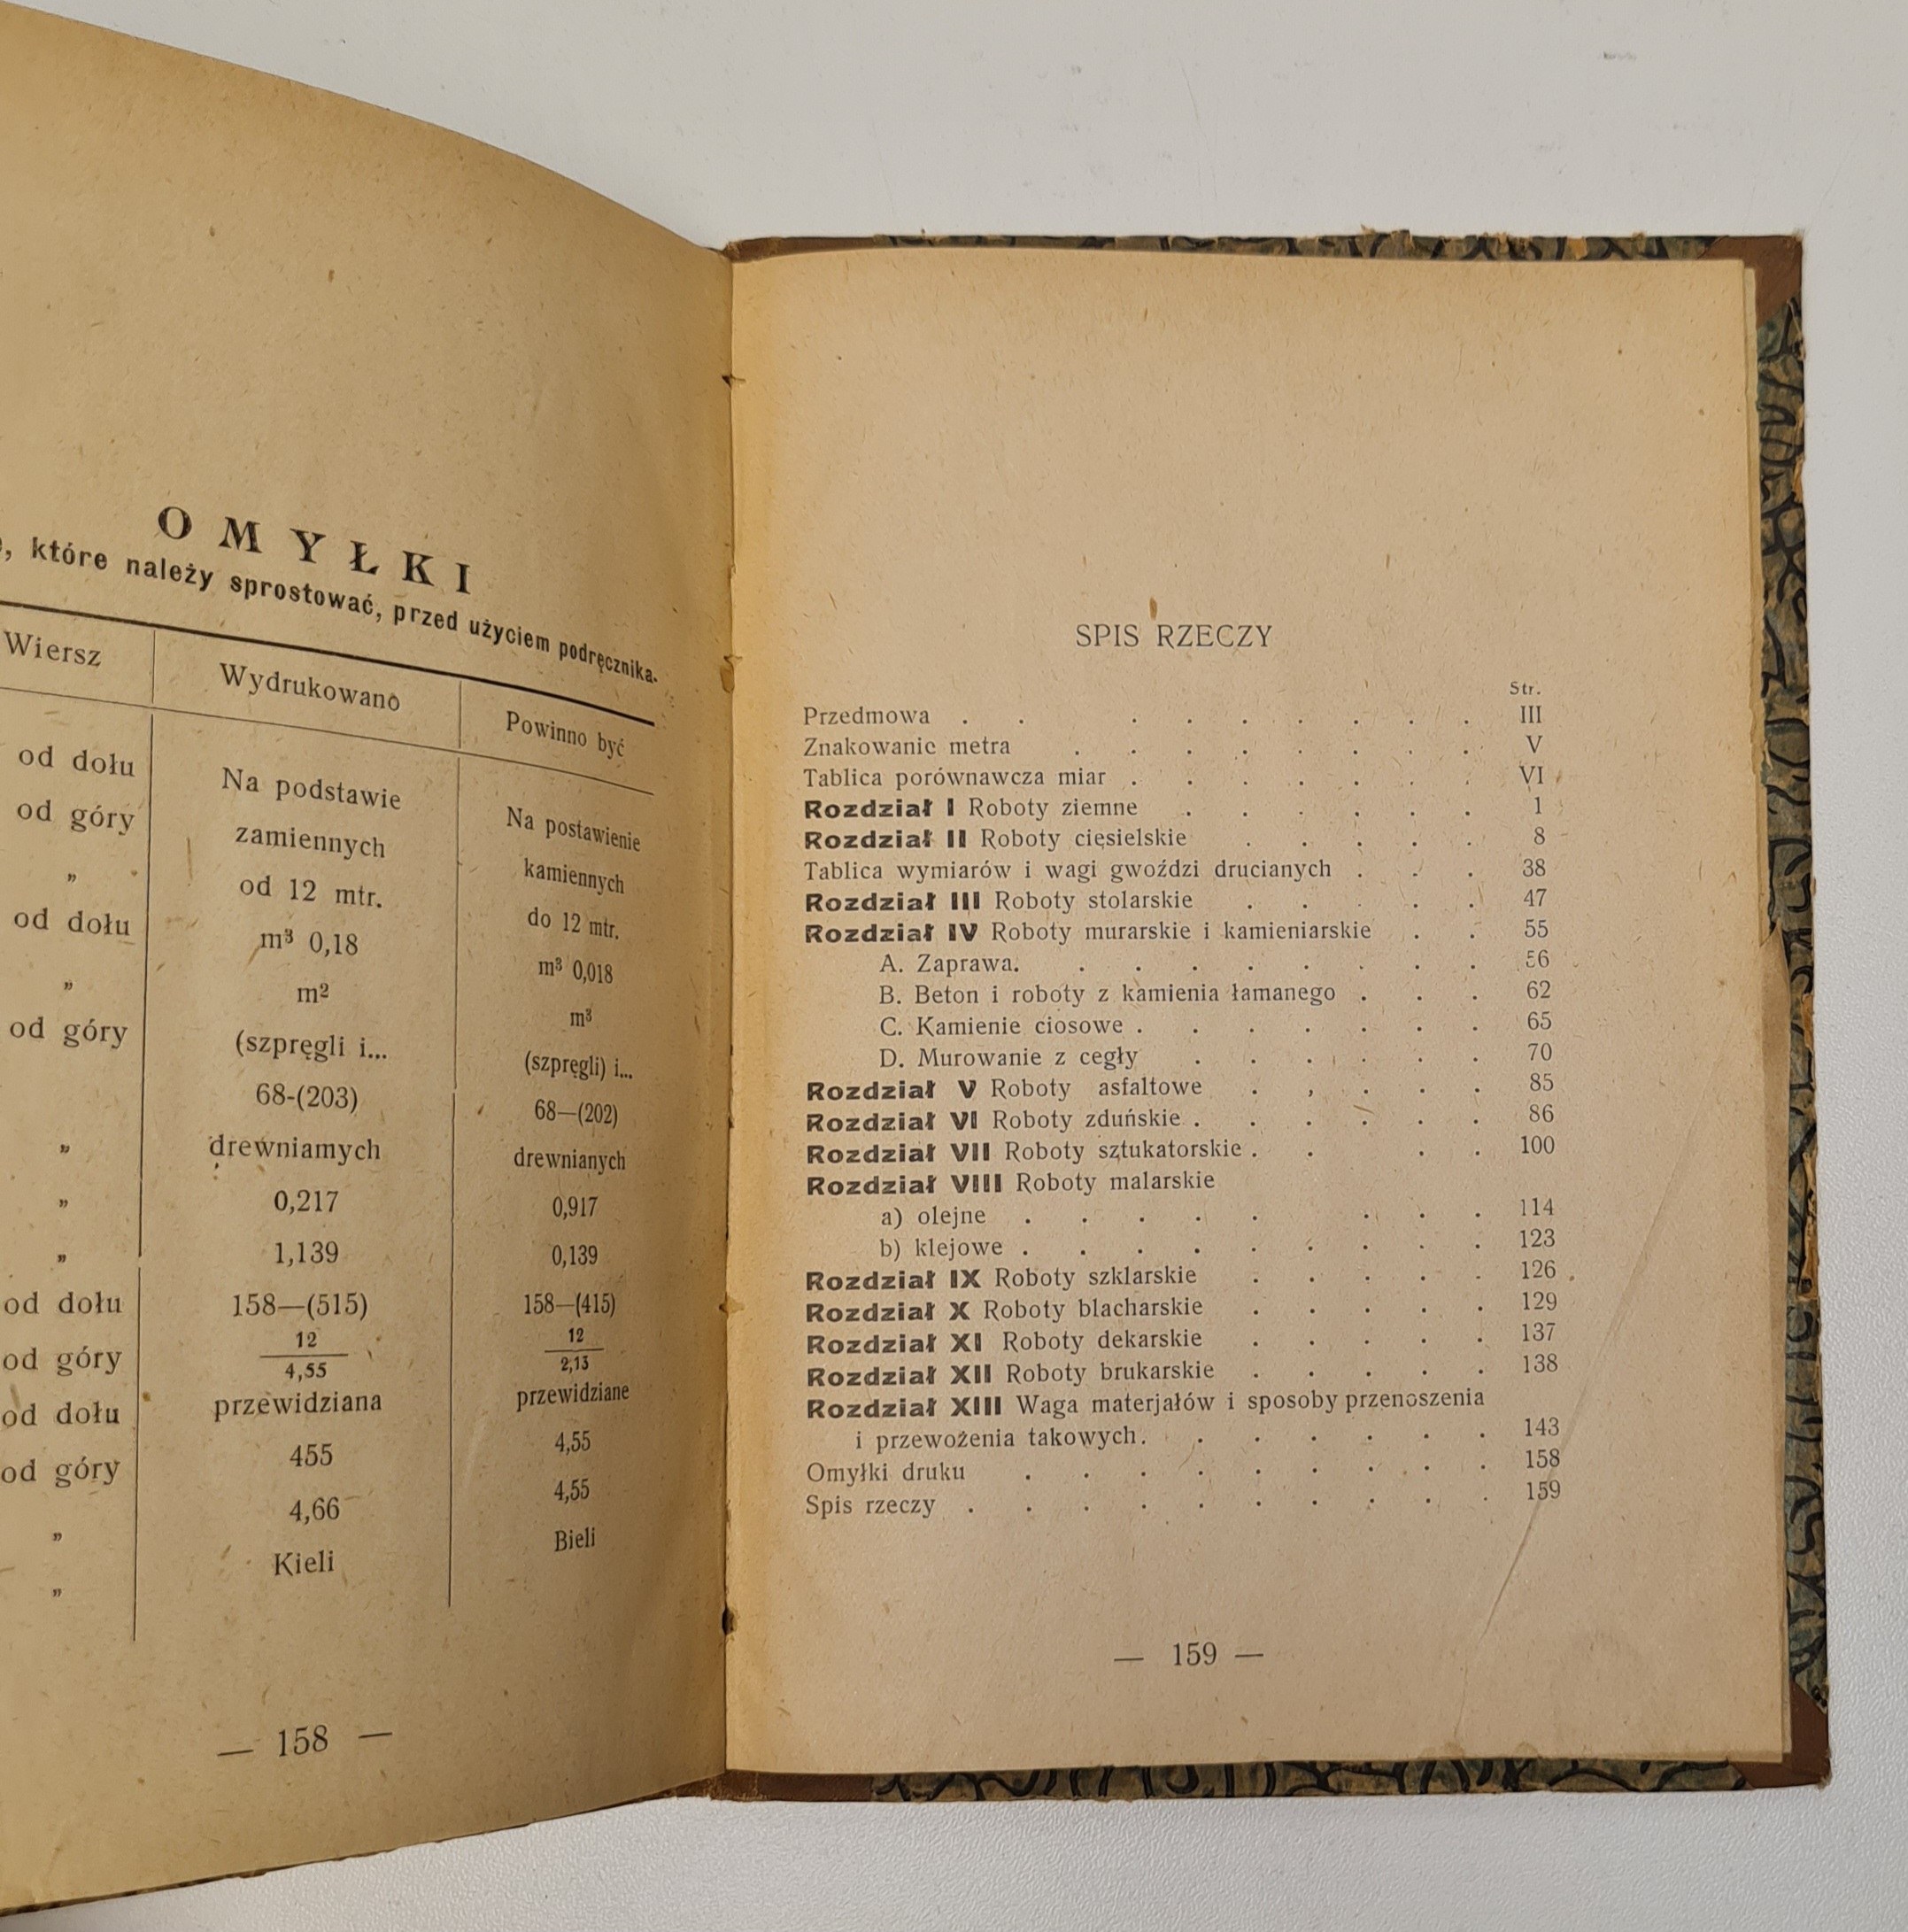 OMYŁKI
które należy sprostować, przed użyciem podręcznika.
Wiersz Wydrukowano Powinno być
od dołu Na podstawie Na postawienie
od góry zamiennych kamiennych
„ od 12 mtr. do 12 mtr.
od dołu m³ 0,18 m³ 0,018
„ m² m³
od góry (szpręgli i... (szpręgli) i...
68-(203) 68—(202)
„ drewniamych drewnianych
„ 0,217 0,917
„ 1,139 0,139
od dołu 158—(515) 158—(415)
od góry 12/4,55 12/2,13
od dołu przewidziana przewidziane
od góry 455 4,55
„ 4,66 4,55
„ Kieli Bieli
— 158 —
SPIS RZECZY
Str.
Przedmowa . . . . . . . . . III
Znakowanie metra . . . . . . . . V
Tablica porównawcza miar . . . . . . . VI
Rozdział I Roboty ziemne . . . . . . 1
Rozdział II Roboty cięsielskie . . . . . 8
Tablica wymiarów i wagi gwoździ drucianych . . . 38
Rozdział III Roboty stolarskie . . . . . 47
Rozdział IV Roboty murarskie i kamieniarskie . . 55
A. Zaprawa. . . . . . . . . 56
B. Beton i roboty z kamienia łamanego . . . 62
C. Kamienie ciosowe . . . . . . . 65
D. Murowanie z cegły . . . . . . 70
Rozdział V Roboty asfaltowe . , . . . 85
Rozdział VI Roboty zduńskie . . . . . . 86
Rozdział VII Roboty sztukatorskie . . . . 100
Rozdział VIII Roboty malarskie
a) olejne . . . . . . . . 114
b) klejowe . . . . . . . . . 123
Rozdział IX Roboty szklarskie . . . . . 126
Rozdział X Roboty blacharskie . . . . . 129
Rozdział XI Roboty dekarskie . . . . . 137
Rozdział XII Roboty brukarskie . . . . . 138
Rozdział XIII Waga materjałów i sposoby przenoszenia
i przewożenia takowych. . . . . . . 143
Omyłki druku . . . . . . . . . 158
Spis rzeczy . . . . . . . . . . 159
— 159 —